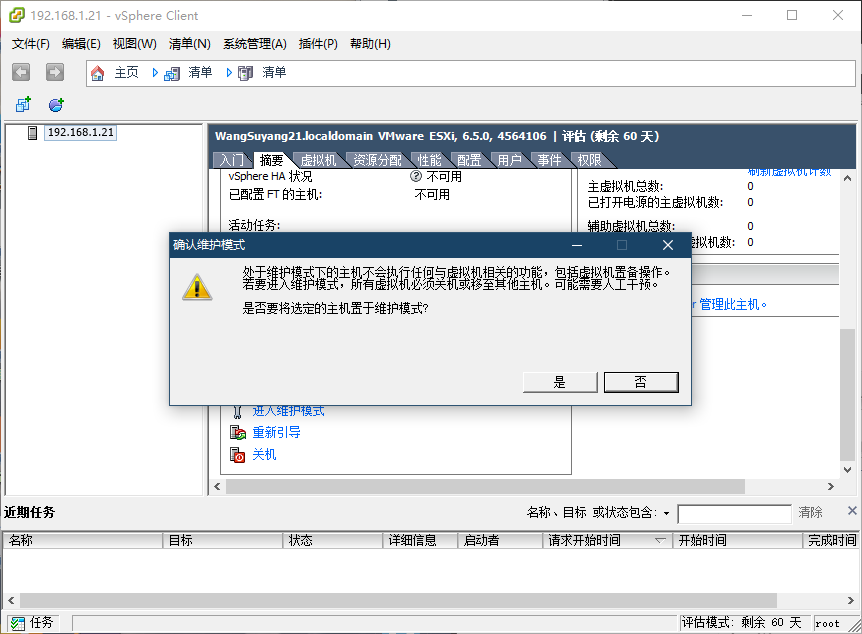 192.168.1.21 - vSphere Client
文件(F) 编辑(E) 视图(W) 清单(N) 系统管理(A) 插件(P) 帮助(H)
主页 清单 清单
192.168.1.21
WangSuyang21.localdomain VMware ESXi, 6.5.0, 4564106 | 评估 (剩余 60 天)
入门 摘要 虚拟机 资源分配 性能 配置 用户 事件 权限
vSphere HA 状况 ? 不可用
已配置 FT 的主机: 不可用
活动任务:
刷新虚拟机计数
主虚拟机总数: 0
已打开电源的主虚拟机数: 0
辅助虚拟机总数: 0
拟机数: 0
确认维护模式
处于维护模式下的主机不会执行任何与虚拟机相关的功能，包括虚拟机置备操作。
若要进入维护模式，所有虚拟机必须关机或移至其他主机。可能需要人工干预。
是否要将选定的主机置于维护模式?
是 否
r 管理此主机。
进入维护模式
重新引导
关机
近期任务 名称、目标 或状态包含: 清除
名称 目标 状态 详细信息 启动者 请求开始时间 开始时间 完成时间
任务 评估模式: 剩余 60 天 root